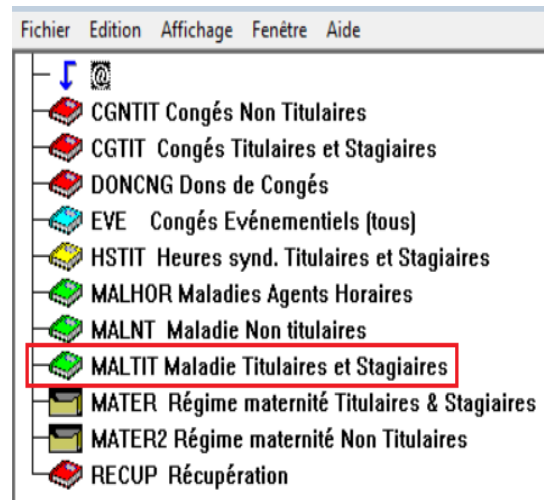 Fichier Edition Affichage Fenêtre Aide
@
CGNTIT Congés Non Titulaires
CGTIT Congés Titulaires et Stagiaires
DONCNG Dons de Congés
EVE Congés Evénementiels (tous)
HSTIT Heures synd. Titulaires et Stagiaires
MALHOR Maladies Agents Horaires
MALNT Maladie Non titulaires
MALTIT Maladie Titulaires et Stagiaires
MATER Régime maternité Titulaires & Stagiaires
MATER2 Régime maternité Non Titulaires
RECUP Récupération